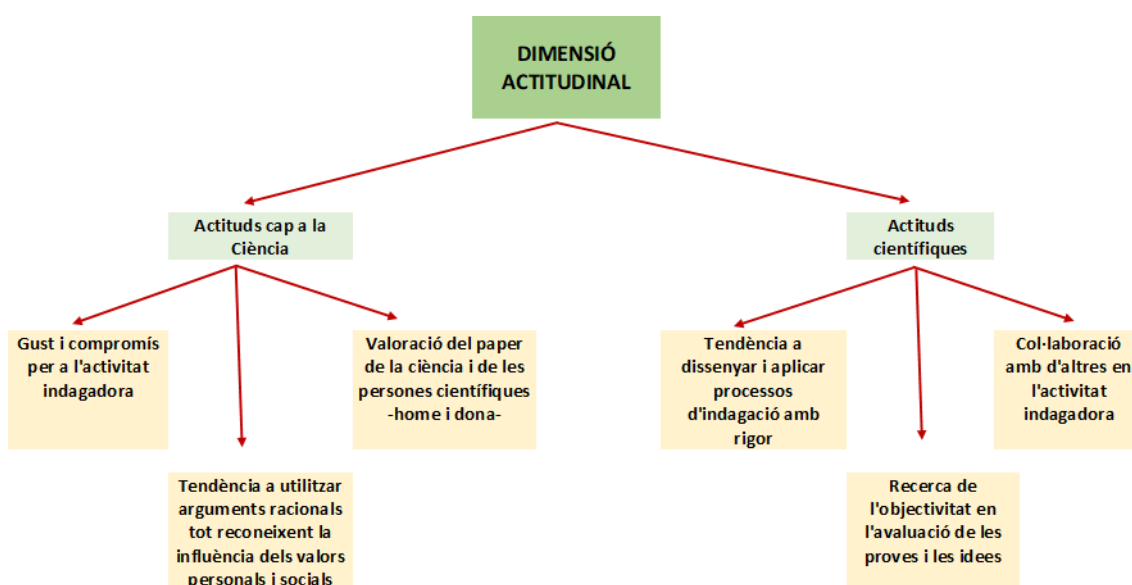 DIMENSIÓ
ACTITUDINAL
Actituds cap a la
Ciència
Gust i compromís
per a l'activitat
indagadora
Tendència a utilitzar
arguments racionals
tot reconeixent la
influència dels valors
personals i socials
Valoració del paper
de la ciència i de les
persones científiques
-home i dona-
Actituds
científiques
Tendència a
dissenyar i aplicar
processos
d'indagació amb
rigor
Recerca de
l'objectivitat en
l'avaluació de les
proves i les idees
Col·laboració
amb d'altres en
l'activitat
indagadora